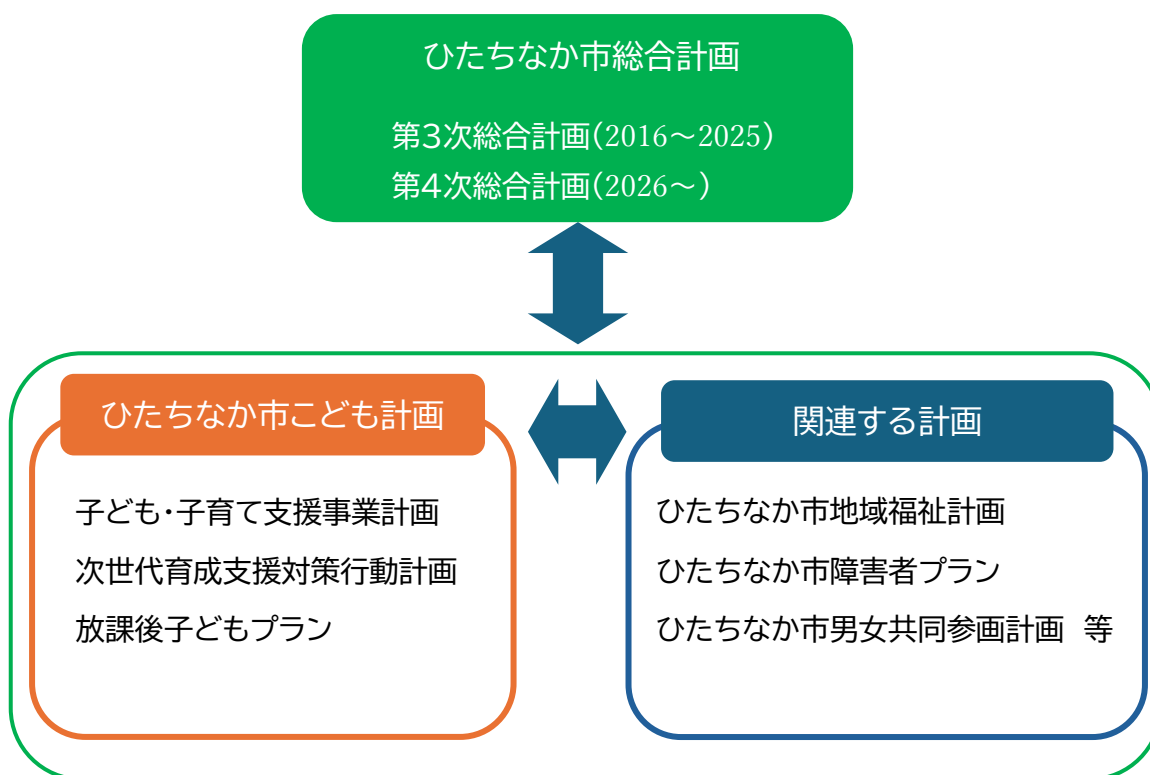 ひたちなか市総合計画
第3次総合計画(2016～2025)
第4次総合計画(2026～)
ひたちなか市こども計画
子ども・子育て支援事業計画
次世代育成支援対策行動計画
放課後子どもプラン
関連する計画
ひたちなか市地域福祉計画
ひたちなか市障害者プラン
ひたちなか市男女共同参画計画　等